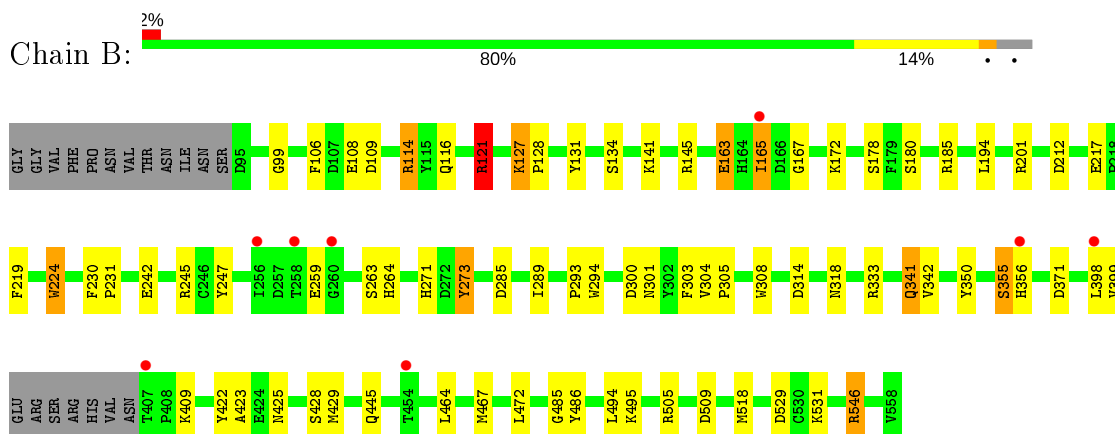 2%
Chain B:
80% 14% • •
GLY GLY VAL PHE PRO ASN VAL THR ASN ILE ASN SER D95 G99 F106 D107 E108 D109 R114 Y115 Q116 R121 K127 P128 Y131 S134 K141 R145 E163 H164 I165 D166 G167 K172 S178 F179 S180 R185 L194 R201 D212 E217 P218
F219 W224 F230 P231 E242 R245 C246 Y247 I256 D257 T258 E259 G260 S263 H264 H271 D272 Y273 D285 I289 P293 W294 D300 N301 Y302 F303 V304 P305 W308 D314 N318 R333 Q341 V342 Y350 S355 H356 D371 L398 V399
GLU ARG SER ARG HIS VAL ASN T407 P408 K409 Y422 A423 E424 N425 S428 M429 Q445 T454 L464 M467 L472 G485 Y486 L494 K495 R505 D509 M518 D529 C530 K531 R546 V558